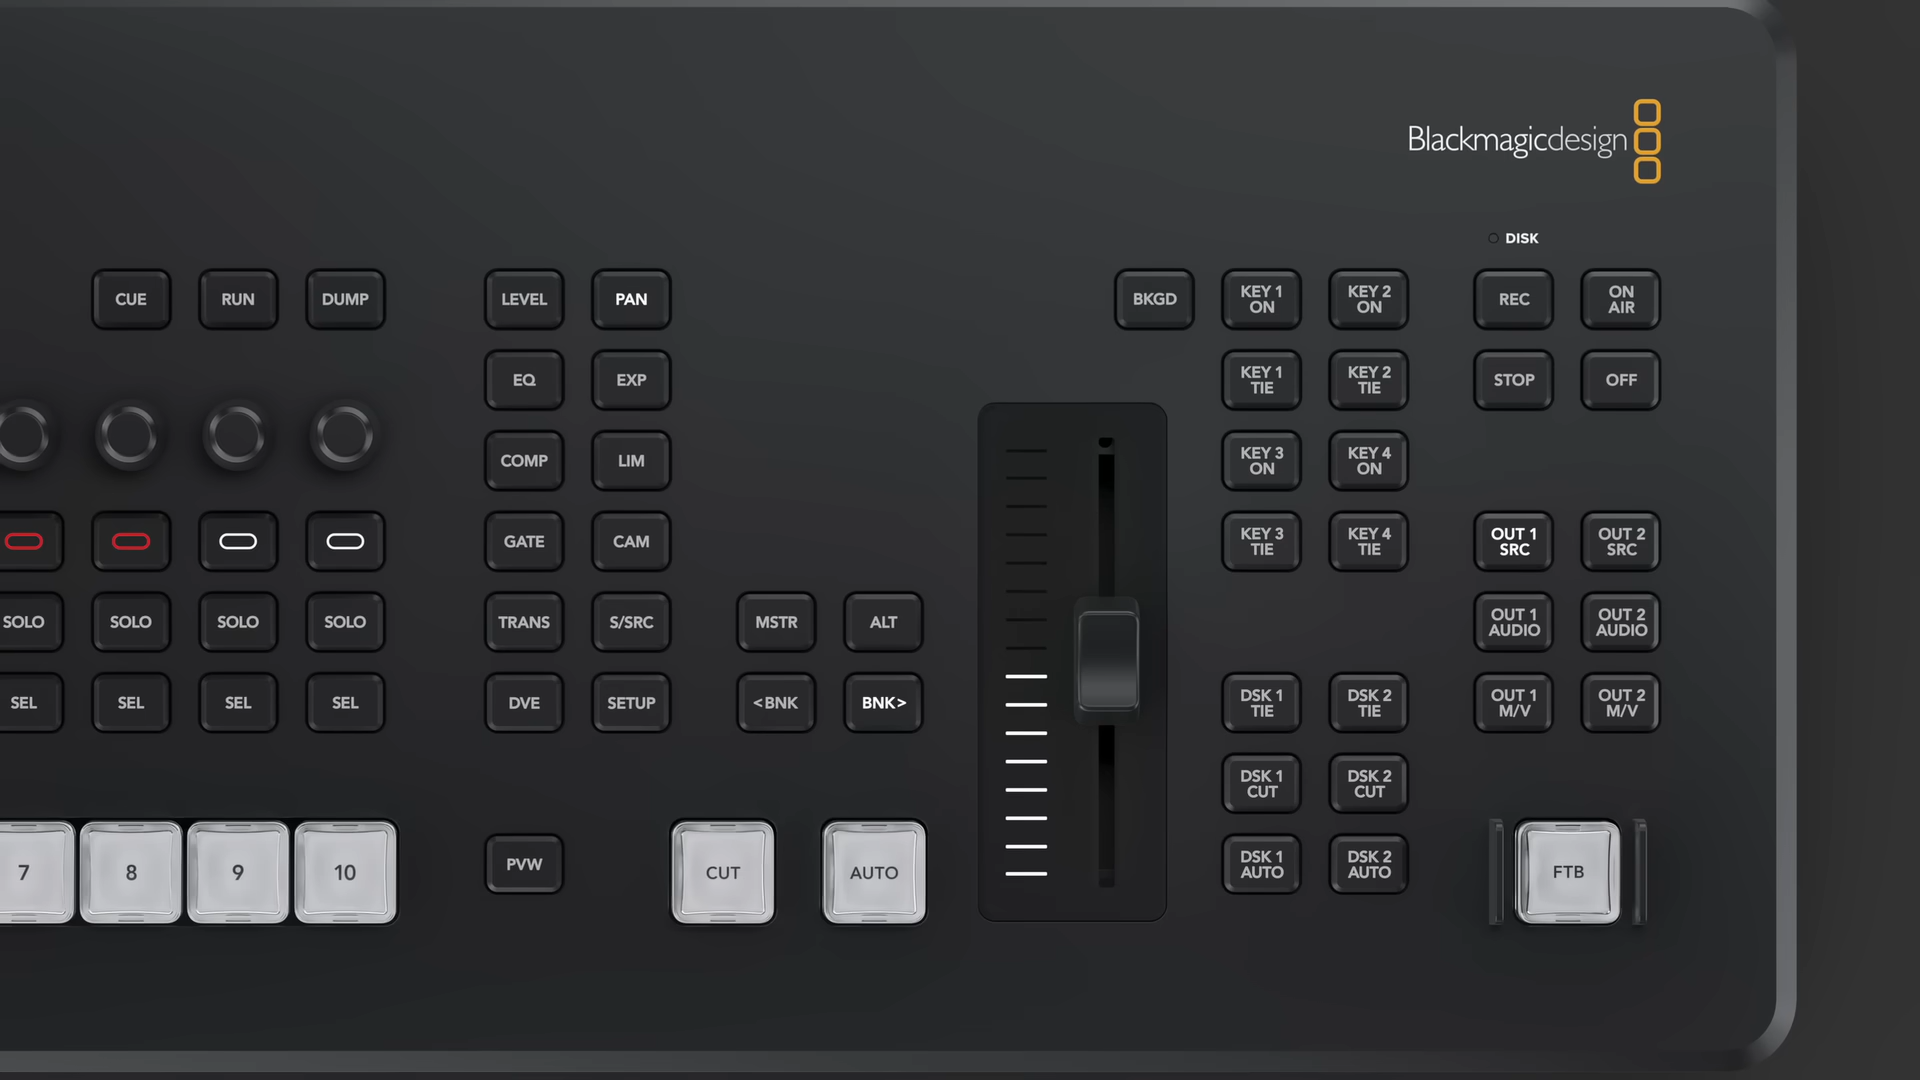 Blackmagicdesign
DISK
CUE
RUN
DUMP
LEVEL
PAN
BKGD
KEY 1
ON
KEY 2
ON
REC
ON
AIR
EQ
EXP
KEY 1
TIE
KEY 2
TIE
STOP
OFF
COMP
LIM
KEY 3
ON
KEY 4
ON
GATE
CAM
KEY 3
TIE
KEY 4
TIE
OUT 1
SRC
OUT 2
SRC
SOLO
SOLO
SOLO
SOLO
TRANS
S/SRC
MSTR
ALT
OUT 1
AUDIO
OUT 2
AUDIO
SEL
SEL
SEL
SEL
DVE
SETUP
<BNK
BNK>
DSK 1
TIE
DSK 2
TIE
OUT 1
M/V
OUT 2
M/V
DSK 1
CUT
DSK 2
CUT
7
8
9
10
PVW
CUT
AUTO
DSK 1
AUTO
DSK 2
AUTO
FTB